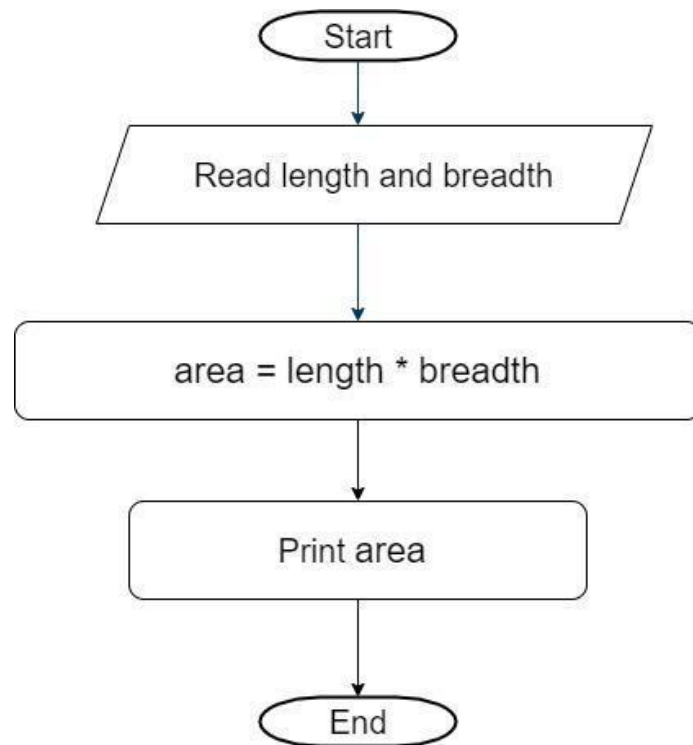 Start
Read length and breadth
area = length * breadth
Print area
End